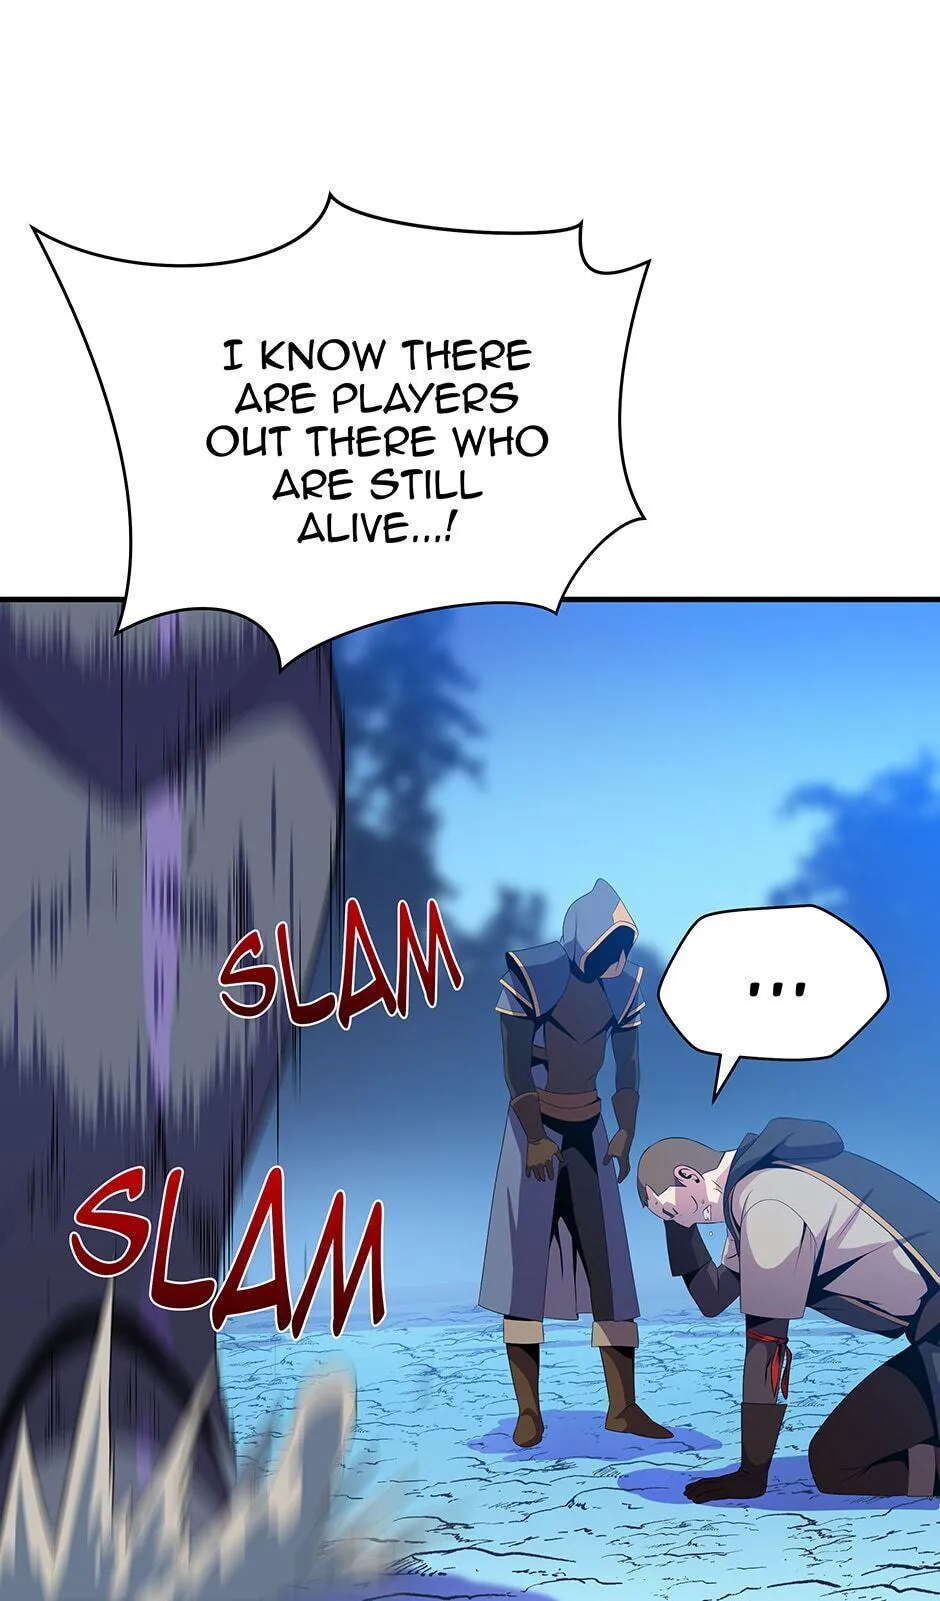 I KNOW THERE
ARE PLAYERS
OUT THERE WHO
ARE STILL
ALIVE...!
SLAM
...
SLAM